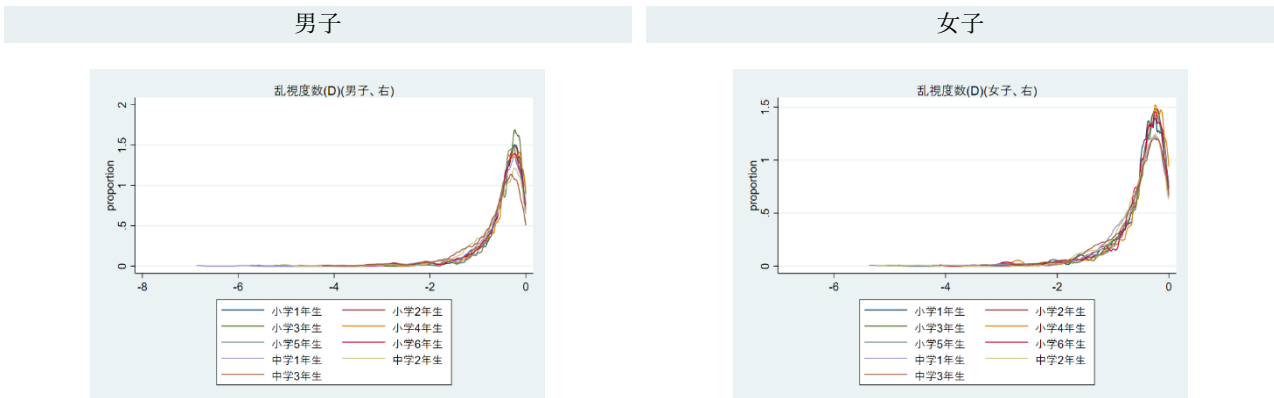 男子
女子
乱視度数(D)(男子、右)
proportion
2
1.5
1
.5
0
-8
-6
-4
-2
0
小学1年生
小学2年生
小学3年生
小学4年生
小学5年生
小学6年生
中学1年生
中学2年生
中学3年生
乱視度数(D)(女子、右)
proportion
1.5
1
.5
0
-6
-4
-2
0
小学1年生
小学2年生
小学3年生
小学4年生
小学5年生
小学6年生
中学1年生
中学2年生
中学3年生